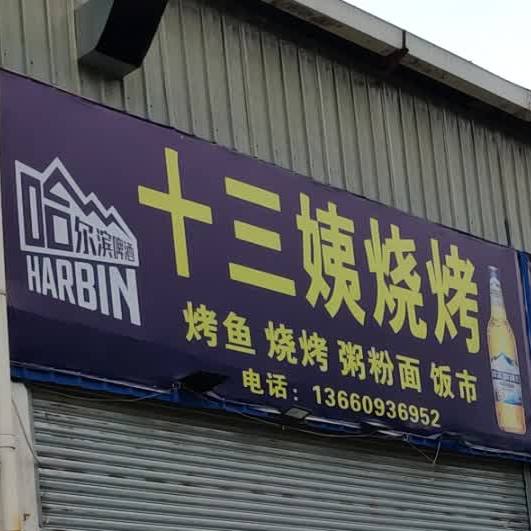 哈尔滨啤酒
HARBIN
十三姨烧烤
烤鱼 烧烤 粥粉面 饭市
电话：13660936952